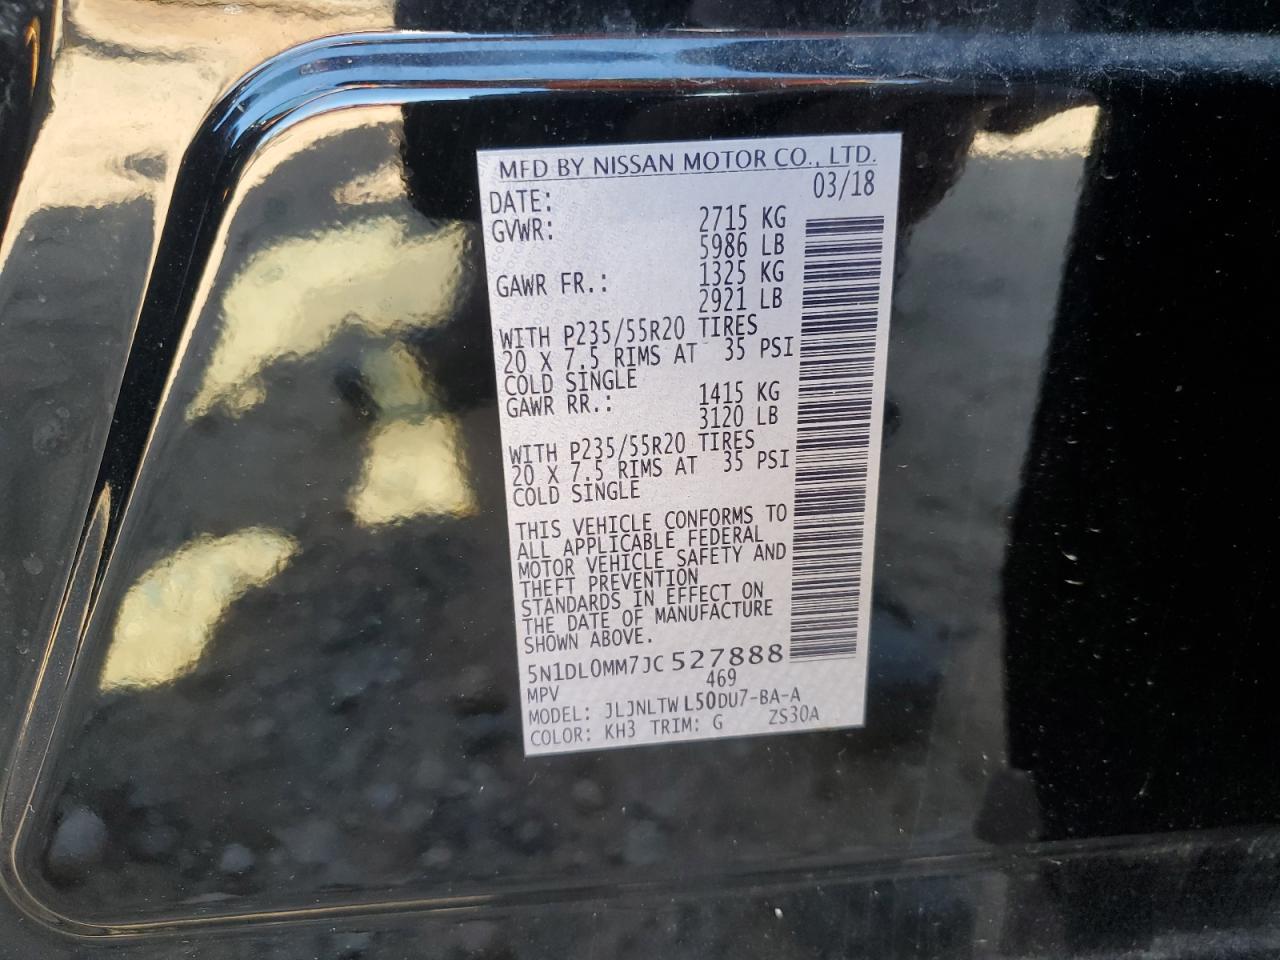 MFD BY NISSAN MOTOR CO., LTD.
DATE: 03/18
GVWR: 2715 KG
5986 LB
GAWR FR.: 1325 KG
2921 LB
WITH P235/55R20 TIRES
20 X 7.5 RIMS AT 35 PSI
COLD SINGLE
GAWR RR.: 1415 KG
3120 LB
WITH P235/55R20 TIRES
20 X 7.5 RIMS AT 35 PSI
COLD SINGLE
THIS VEHICLE CONFORMS TO
ALL APPLICABLE FEDERAL
MOTOR VEHICLE SAFETY AND
THEFT PREVENTION
STANDARDS IN EFFECT ON
THE DATE OF MANUFACTURE
SHOWN ABOVE.
5N1DL0MM7JC527888
MPV 469
MODEL: JLJNLTWL50DU7-BA-A
COLOR: KH3 TRIM: G ZS30A